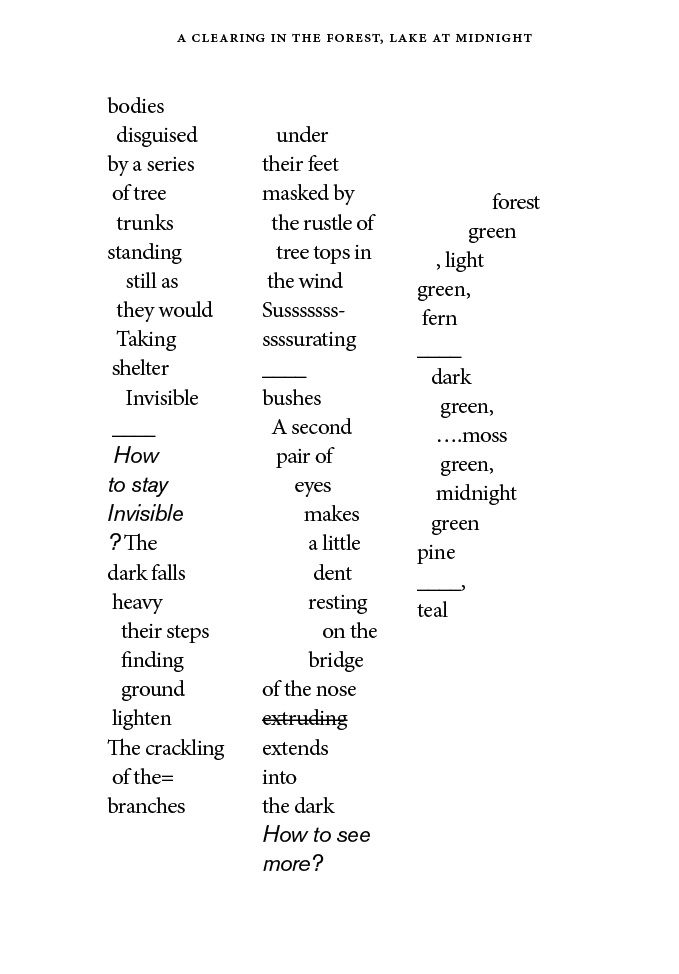 A CLEARING IN THE FOREST, LAKE AT MIDNIGHT
bodies
disguised
by a series
of tree
trunks
standing
still as
they would
Taking
shelter
Invisible
____
How
to stay
Invisible
? The
dark falls
heavy
their steps
finding
ground
lighten
The crackling
of the=
branches
under
their feet
masked by
the rustle of
tree tops in
the wind
Susssssss-
ssssurating
____
bushes
A second
pair of
eyes
makes
a little
dent
resting
on the
bridge
of the nose
extruding
extends
into
the dark
How to see
more?
forest
green
, light
green,
fern
____
dark
green,
….moss
green,
midnight
green
pine
____,
teal